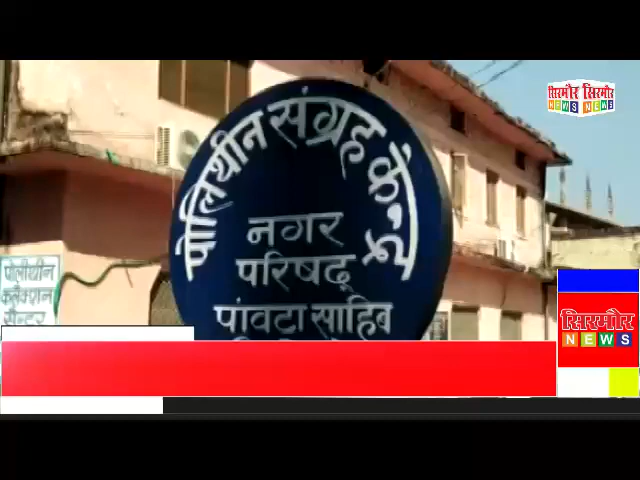 सिरमौर सिरमौर
NEWS NEWS
पोलिथीन संग्रह केन्द्र
नगर
परिषद्
पांवटा साहिब
पोलीथीन
कलैक्शन
सैन्टर
सिरमौर
NEWS